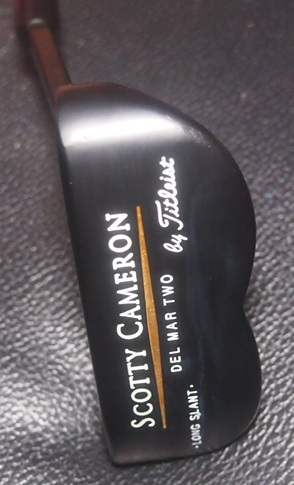 SCOTTY CAMERON
by Titleist
DEL MAR TWO
·LONG SLANT·